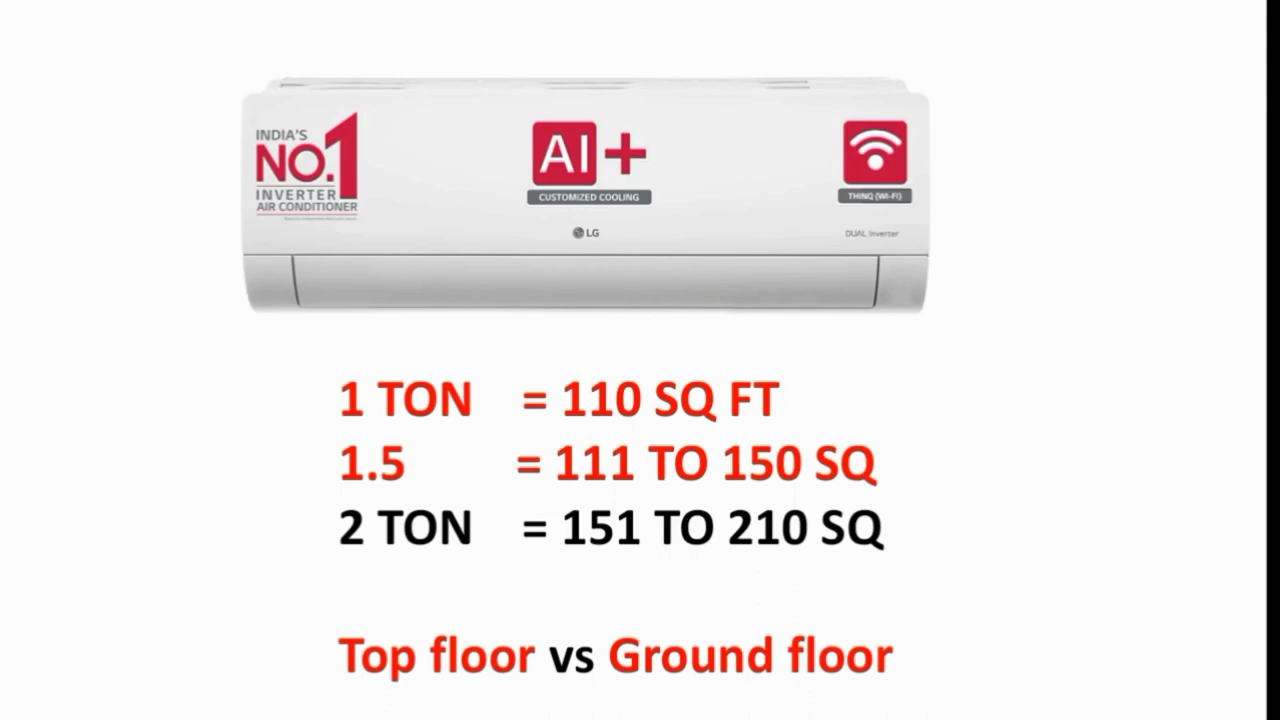 INDIA'S
NO.1
INVERTER
AIR CONDITIONER
AI+
CUSTOMIZED COOLING
LG
THINQ (WI-FI)
DUAL Inverter
1 TON = 110 SQ FT
1.5 = 111 TO 150 SQ
2 TON = 151 TO 210 SQ
Top floor vs Ground floor